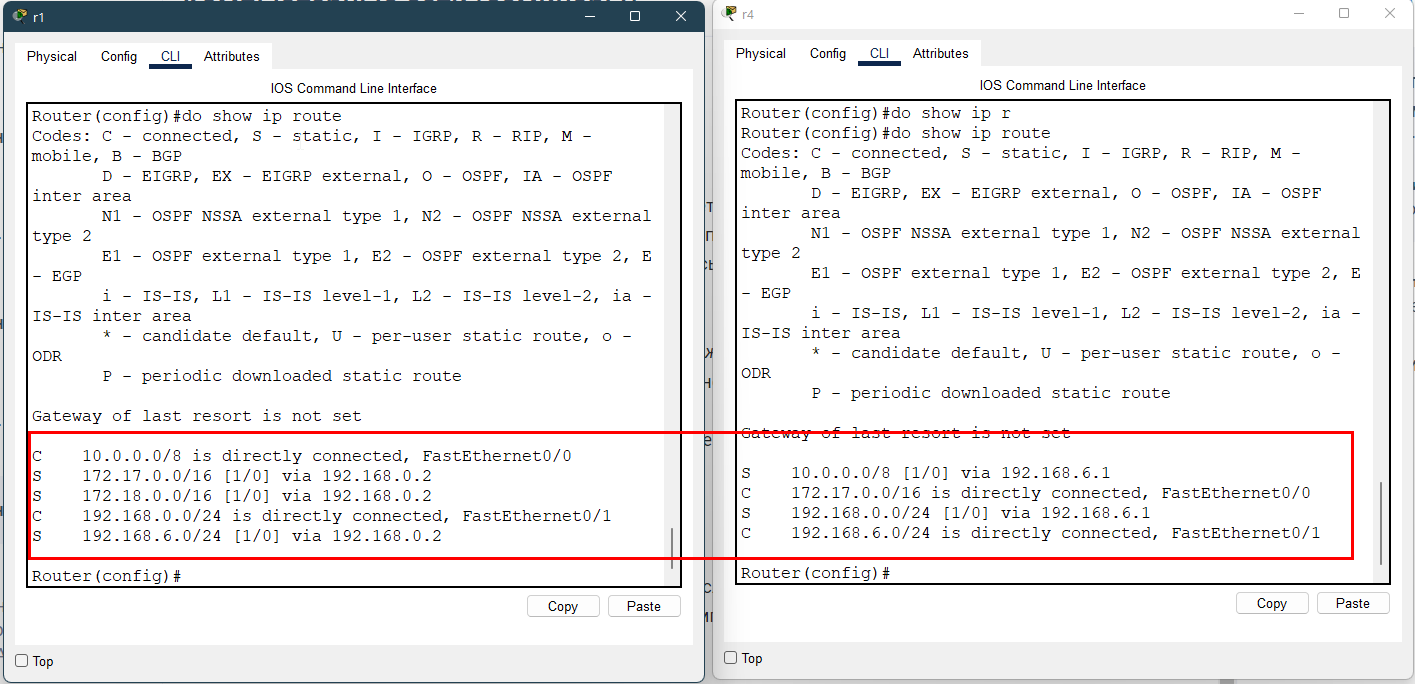 r1
Physical Config CLI Attributes
IOS Command Line Interface
Router(config)#do show ip route
Codes: C - connected, S - static, I - IGRP, R - RIP, M -
mobile, B - BGP
D - EIGRP, EX - EIGRP external, O - OSPF, IA - OSPF
inter area
N1 - OSPF NSSA external type 1, N2 - OSPF NSSA external
type 2
E1 - OSPF external type 1, E2 - OSPF external type 2, E
- EGP
i - IS-IS, L1 - IS-IS level-1, L2 - IS-IS level-2, ia -
IS-IS inter area
* - candidate default, U - per-user static route, o -
ODR
P - periodic downloaded static route
Gateway of last resort is not set
C 10.0.0.0/8 is directly connected, FastEthernet0/0
S 172.17.0.0/16 [1/0] via 192.168.0.2
S 172.18.0.0/16 [1/0] via 192.168.0.2
C 192.168.0.0/24 is directly connected, FastEthernet0/1
S 192.168.6.0/24 [1/0] via 192.168.0.2
Router(config)#
Copy Paste
Top
r4
Physical Config CLI Attributes
IOS Command Line Interface
Router(config)#do show ip r
Router(config)#do show ip route
Codes: C - connected, S - static, I - IGRP, R - RIP, M -
mobile, B - BGP
D - EIGRP, EX - EIGRP external, O - OSPF, IA - OSPF
inter area
N1 - OSPF NSSA external type 1, N2 - OSPF NSSA external
type 2
E1 - OSPF external type 1, E2 - OSPF external type 2, E
- EGP
i - IS-IS, L1 - IS-IS level-1, L2 - IS-IS level-2, ia -
IS-IS inter area
* - candidate default, U - per-user static route, o -
ODR
P - periodic downloaded static route
Gateway of last resort is not set
S 10.0.0.0/8 [1/0] via 192.168.6.1
C 172.17.0.0/16 is directly connected, FastEthernet0/0
S 192.168.0.0/24 [1/0] via 192.168.6.1
C 192.168.6.0/24 is directly connected, FastEthernet0/1
Router(config)#
Copy Paste
Top